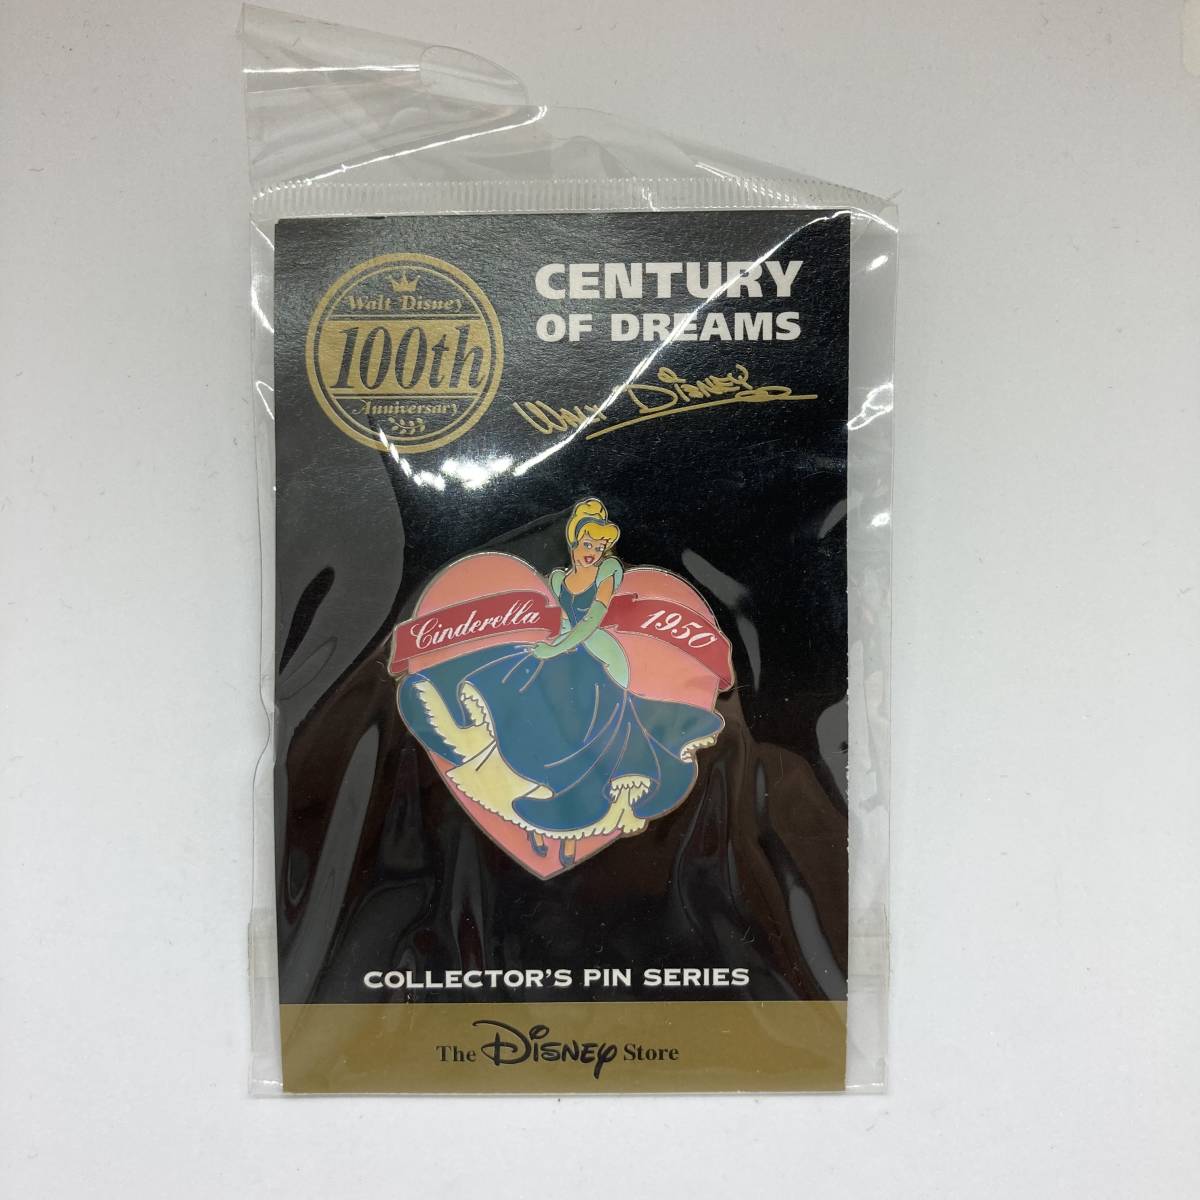 Walt Disney
100th
Anniversary
CENTURY
OF DREAMS
WALT DISNEY
Cinderella
1950
COLLECTOR'S PIN SERIES
The Disney Store